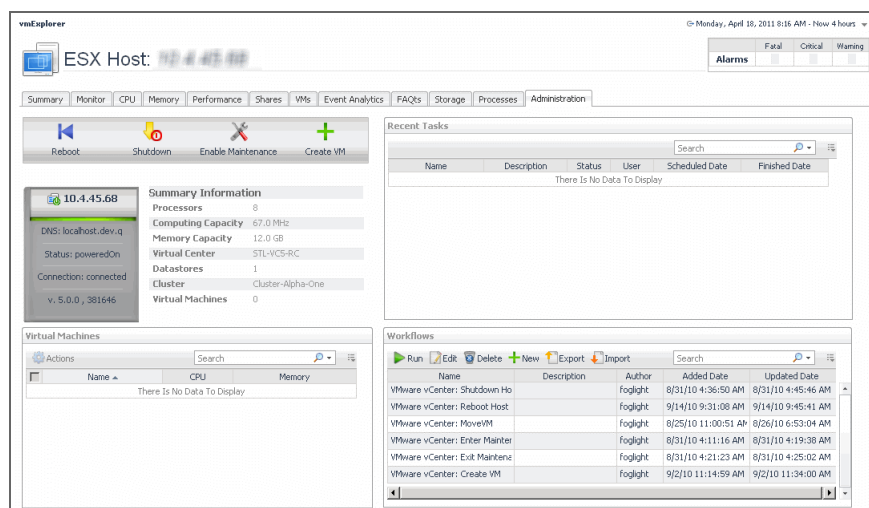 vmExplorer
Monday, April 18, 2011 8:16 AM - Now 4 hours
ESX Host:
Fatal Critical Warning
Alarms
Summary Monitor CPU Memory Performance Shares VMs Event Analytics FAQts Storage Processes Administration
Reboot Shutdown Enable Maintenance Create VM
10.4.45.68
DNS: localhost.dev.q
Status: poweredOn
Connection: connected
v. 5.0.0 , 381646
Summary Information
Processors 8
Computing Capacity 67.0 MHz
Memory Capacity 12.0 GB
Virtual Center STL-VC5-RC
Datastores 1
Cluster Cluster-Alpha-One
Virtual Machines 0
Recent Tasks
Search
Name Description Status User Scheduled Date Finished Date
There Is No Data To Display
Virtual Machines
Actions Search
Name CPU Memory
There Is No Data To Display
Workflows
Run Edit Delete New Export Import Search
Name Description Author Added Date Updated Date
VMware vCenter: Shutdown Ho foglight 8/31/10 4:36:50 AM 8/31/10 4:45:46 AM
VMware vCenter: Reboot Host foglight 9/14/10 9:31:08 AM 9/14/10 9:45:41 AM
VMware vCenter: MoveVM foglight 8/25/10 11:00:51 AM 8/26/10 6:53:04 AM
VMware vCenter: Enter Mainter foglight 8/31/10 4:11:16 AM 8/31/10 4:19:38 AM
VMware vCenter: Exit Maintena foglight 8/31/10 4:21:23 AM 8/31/10 4:25:02 AM
VMware vCenter: Create VM foglight 9/2/10 11:14:59 AM 9/2/10 11:34:00 AM